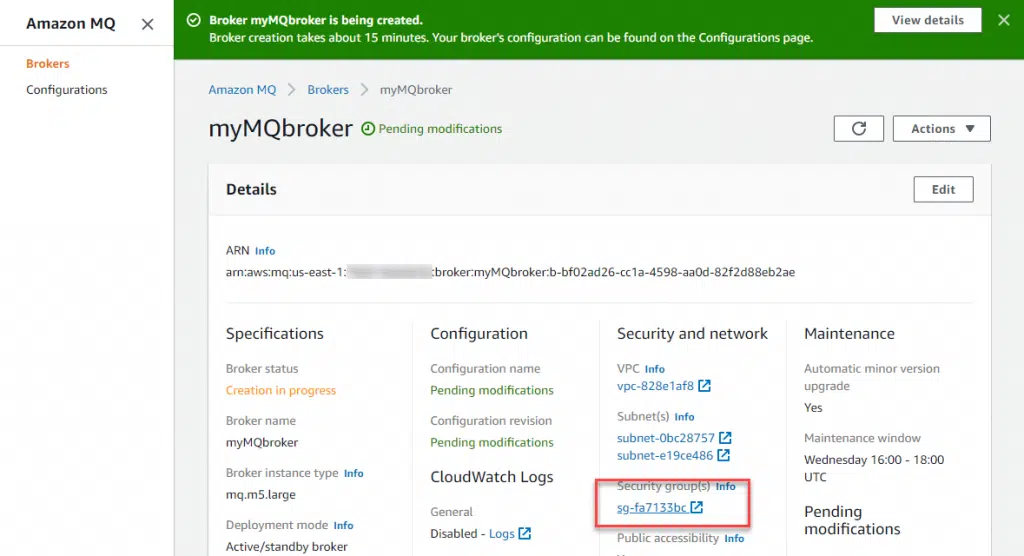 Amazon MQ
Brokers
Configurations
Broker myMQbroker is being created.
Broker creation takes about 15 minutes. Your broker's configuration can be found on the Configurations page.
View details
Amazon MQ > Brokers > myMQbroker
myMQbroker Pending modifications
Actions
Details
Edit
ARN Info
arn:aws:mq:us-east-1: :broker:myMQbroker:b-bf02ad26-cc1a-4598-aa0d-82f2d88eb2ae
Specifications
Broker status
Creation in progress
Broker name
myMQbroker
Broker instance type Info
mq.m5.large
Deployment mode Info
Active/standby broker
Configuration
Configuration name
Pending modifications
Configuration revision
Pending modifications
CloudWatch Logs
General
Disabled - Logs
Security and network
VPC Info
vpc-828e1af8
Subnet(s) Info
subnet-0bc28757
subnet-e19ce486
Security group(s) Info
sg-fa7133bc
Public accessibility Info
Maintenance
Automatic minor version
upgrade
Yes
Maintenance window
Wednesday 16:00 - 18:00
UTC
Pending
modifications